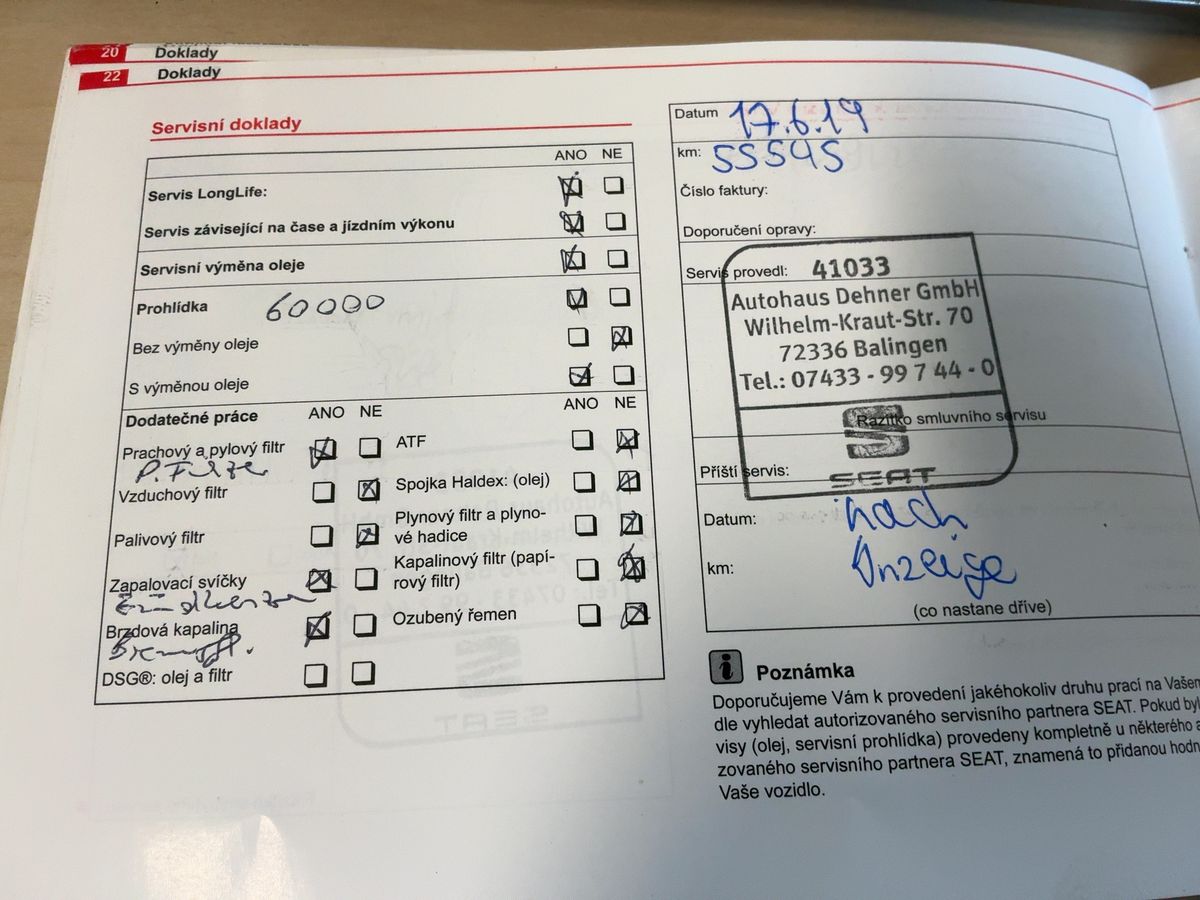 20 Doklady
22 Doklady
Servisní doklady
ANO NE
Servis LongLife:
Servis závisející na čase a jízdním výkonu
Servisní výměna oleje
Prohlídka 60000
Bez výměny oleje
S výměnou oleje
Dodatečné práce ANO NE
Prachový a pylový filtr
Vzduchový filtr
Palivový filtr
Zapalovací svíčky
Zündkerzen
Brzdová kapalina
DSG®: olej a filtr
ANO NE
ATF
Spojka Haldex: (olej)
Plynový filtr a plyno-
vé hadice
Kapalinový filtr (papí-
rový filtr)
Ozubený řemen
Datum 17.6.19
km: 55545
Číslo faktury:
Doporučení opravy:
Servis provedl: 41033
Autohaus Dehner GmbH
Wilhelm-Kraut-Str. 70
72336 Balingen
Tel.: 07433 - 99 7 44 - 0
Razítko smluvního servisu
SEAT
Příští servis:
Datum: nach
km: Anzeige
(co nastane dříve)
i Poznámka
Doporučujeme Vám k provedení jakéhokoliv druhu prací na Vašem
dle vyhledat autorizovaného servisního partnera SEAT. Pokud byl
visy (olej, servisní prohlídka) provedeny kompletně u některého a
zovaného servisního partnera SEAT, znamená to přidanou hodn
Vaše vozidlo.